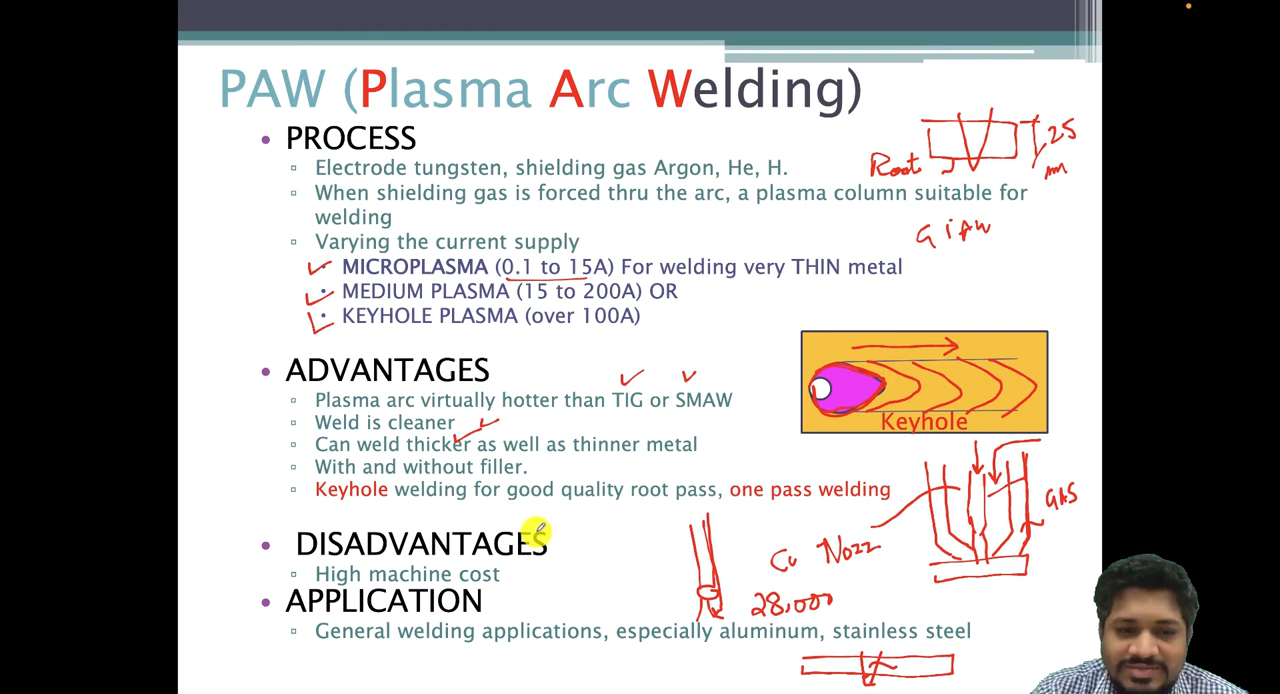 PAW (Plasma Arc Welding)
• PROCESS
▫ Electrode tungsten, shielding gas Argon, He, H.
▫ When shielding gas is forced thru the arc, a plasma column suitable for
welding
▫ Varying the current supply
• MICROPLASMA (0.1 to 15A) For welding very THIN metal
• MEDIUM PLASMA (15 to 200A) OR
• KEYHOLE PLASMA (over 100A)
• ADVANTAGES
▫ Plasma arc virtually hotter than TIG or SMAW
▫ Weld is cleaner
▫ Can weld thicker as well as thinner metal
▫ With and without filler.
▫ Keyhole welding for good quality root pass, one pass welding
• DISADVANTAGES
▫ High machine cost
• APPLICATION
▫ General welding applications, especially aluminum, stainless steel
Root
25
mm
Keyhole
GAS
Cu Nozz
28,000